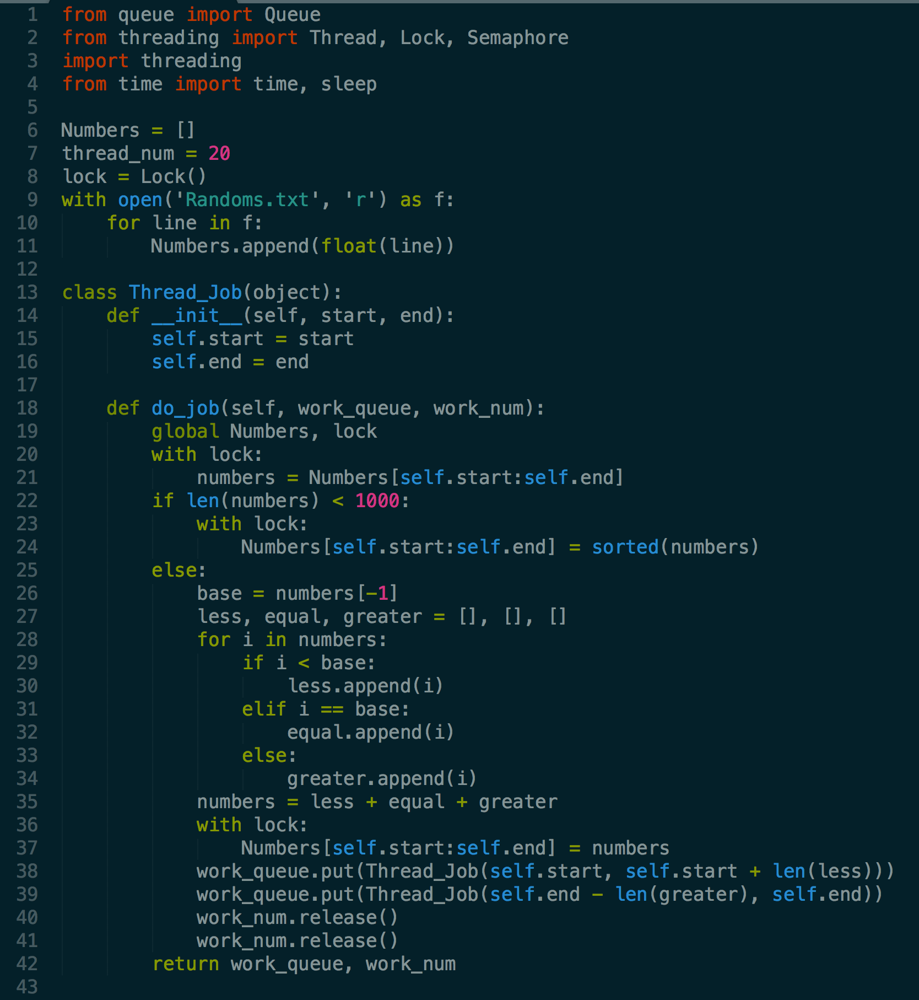 1 from queue import Queue
2 from threading import Thread, Lock, Semaphore
3 import threading
4 from time import time, sleep
5
6 Numbers = []
7 thread_num = 20
8 lock = Lock()
9 with open('Randoms.txt', 'r') as f:
10     for line in f:
11         Numbers.append(float(line))
12
13 class Thread_Job(object):
14     def __init__(self, start, end):
15         self.start = start
16         self.end = end
17
18     def do_job(self, work_queue, work_num):
19         global Numbers, lock
20         with lock:
21             numbers = Numbers[self.start:self.end]
22         if len(numbers) < 1000:
23             with lock:
24                 Numbers[self.start:self.end] = sorted(numbers)
25         else:
26             base = numbers[-1]
27             less, equal, greater = [], [], []
28             for i in numbers:
29                 if i < base:
30                     less.append(i)
31                 elif i == base:
32                     equal.append(i)
33                 else:
34                     greater.append(i)
35             numbers = less + equal + greater
36             with lock:
37                 Numbers[self.start:self.end] = numbers
38             work_queue.put(Thread_Job(self.start, self.start + len(less)))
39             work_queue.put(Thread_Job(self.end - len(greater), self.end))
40             work_num.release()
41             work_num.release()
42         return work_queue, work_num
43